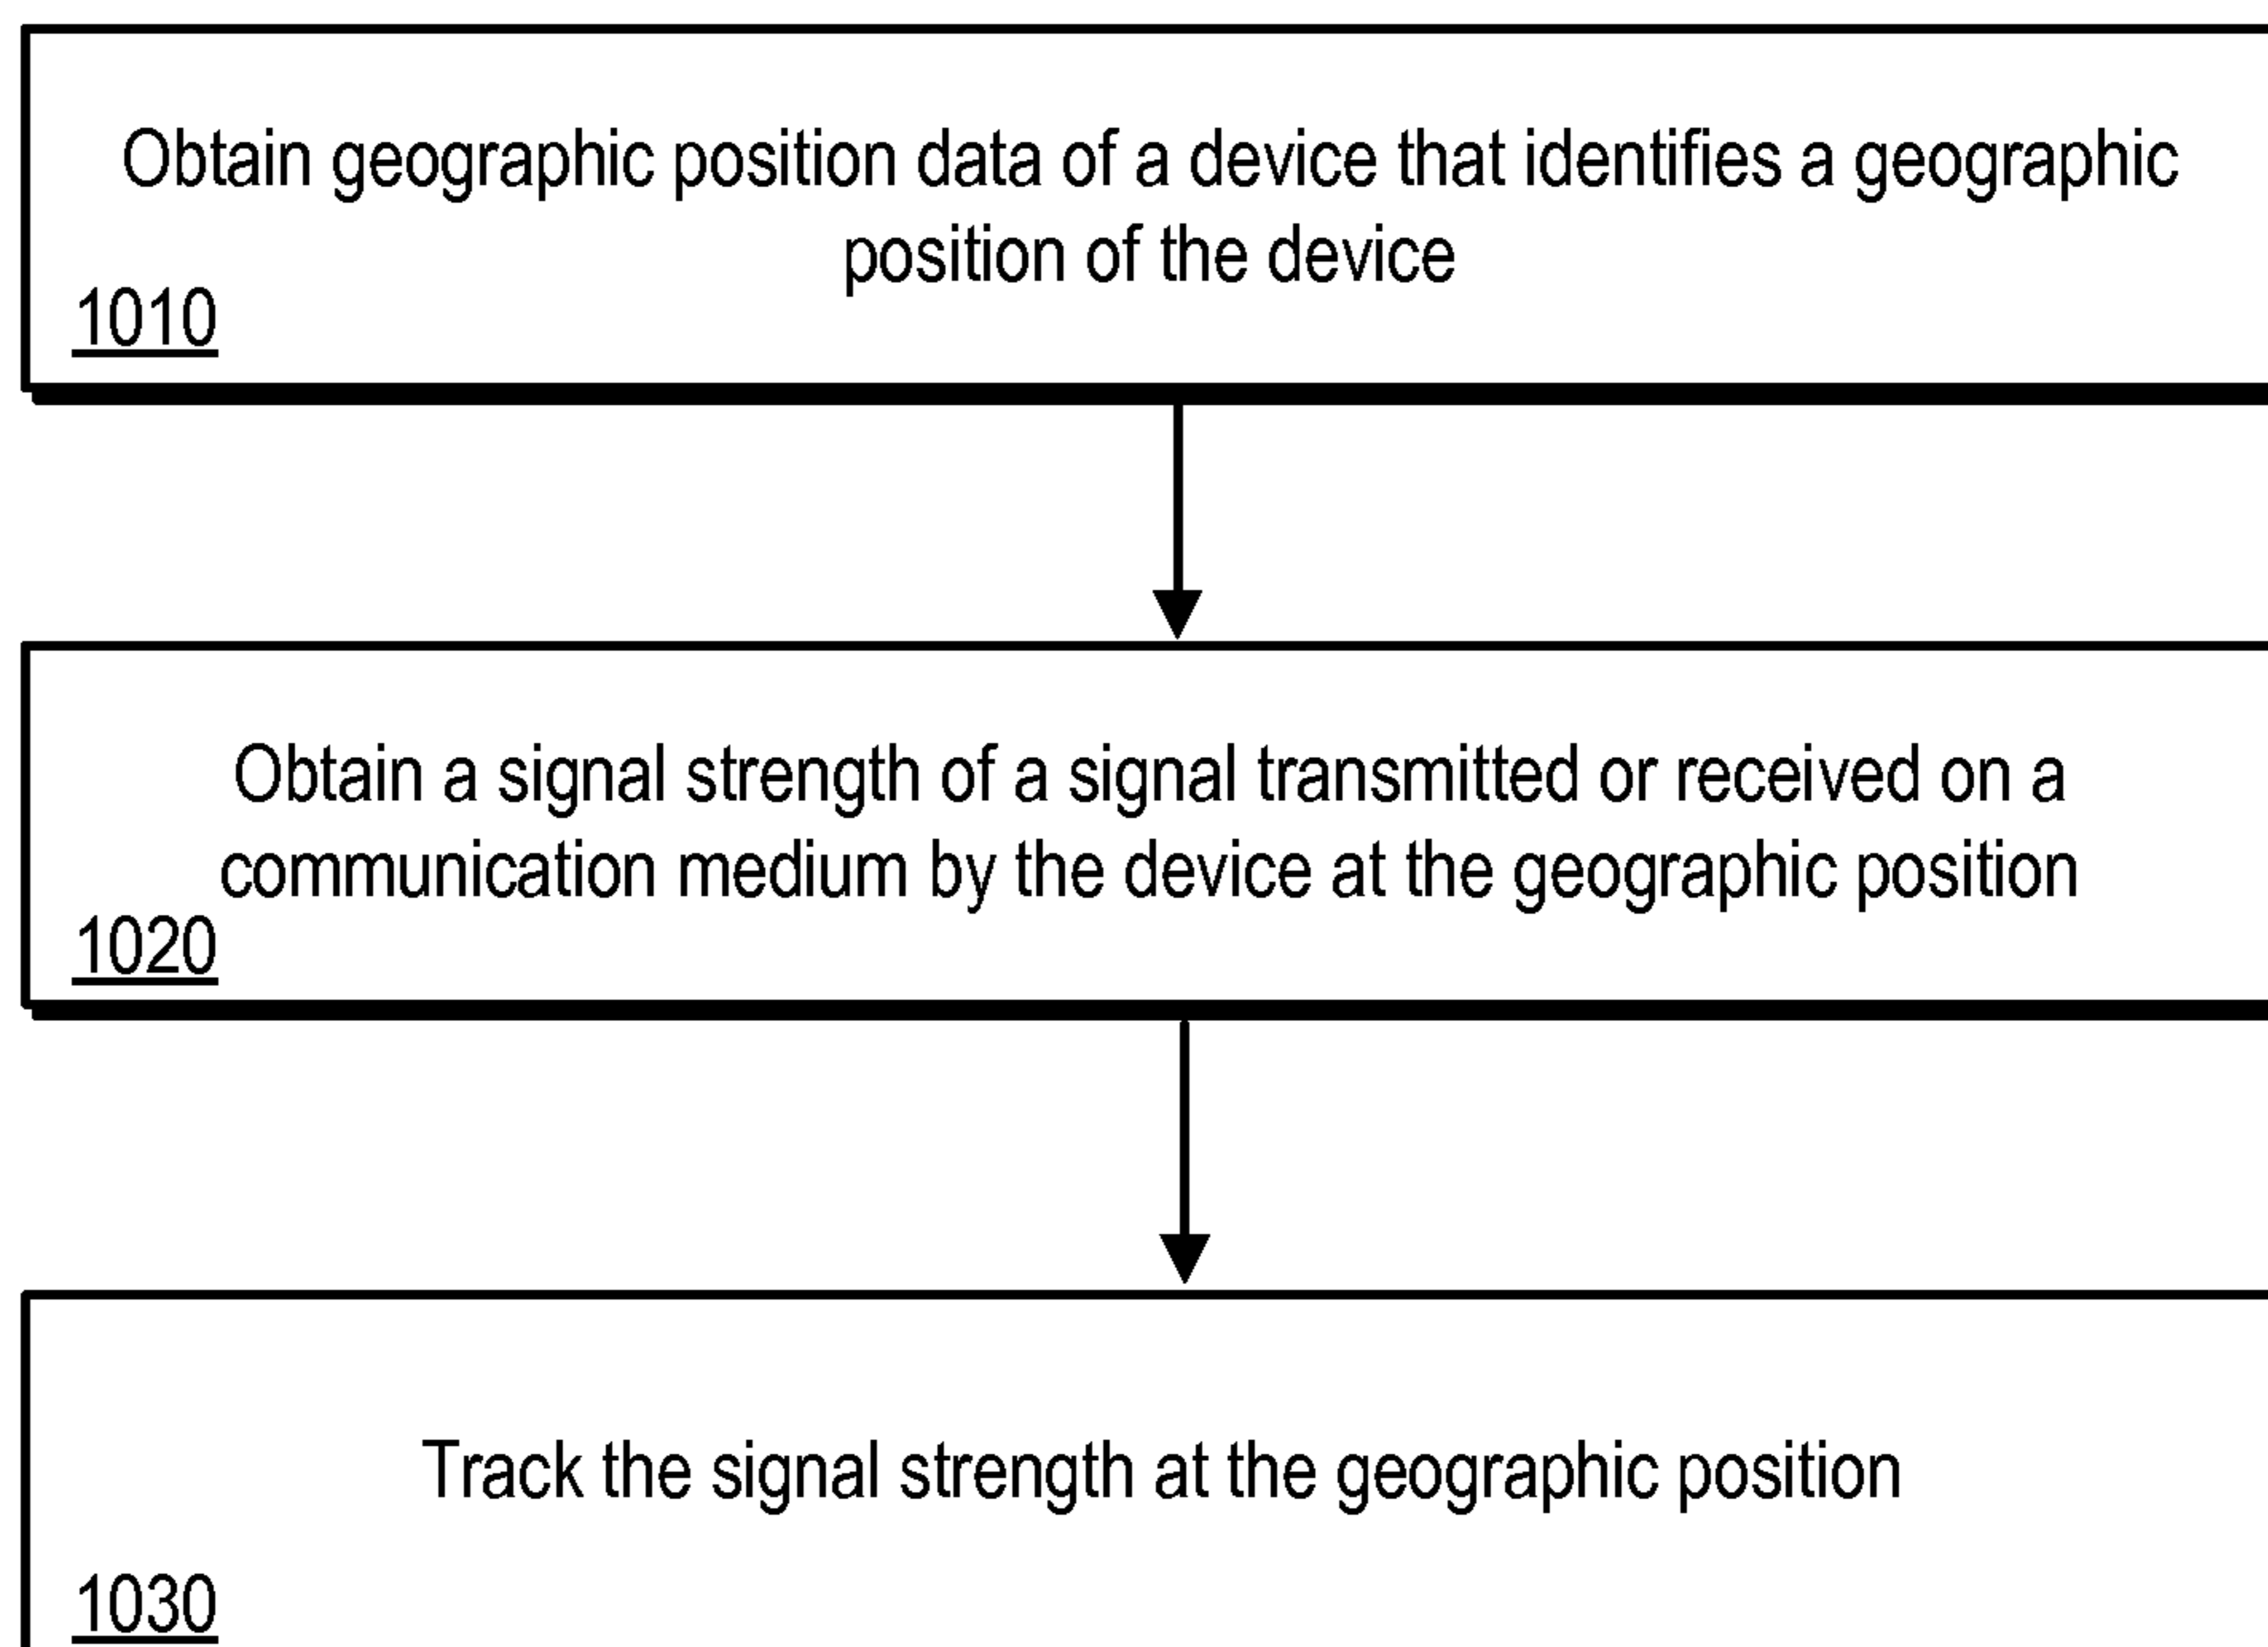 Obtain geographic position data of a device that identifies a geographic
position of the device
1010
Obtain a signal strength of a signal transmitted or received on a
communication medium by the device at the geographic position
1020
Track the signal strength at the geographic position
1030